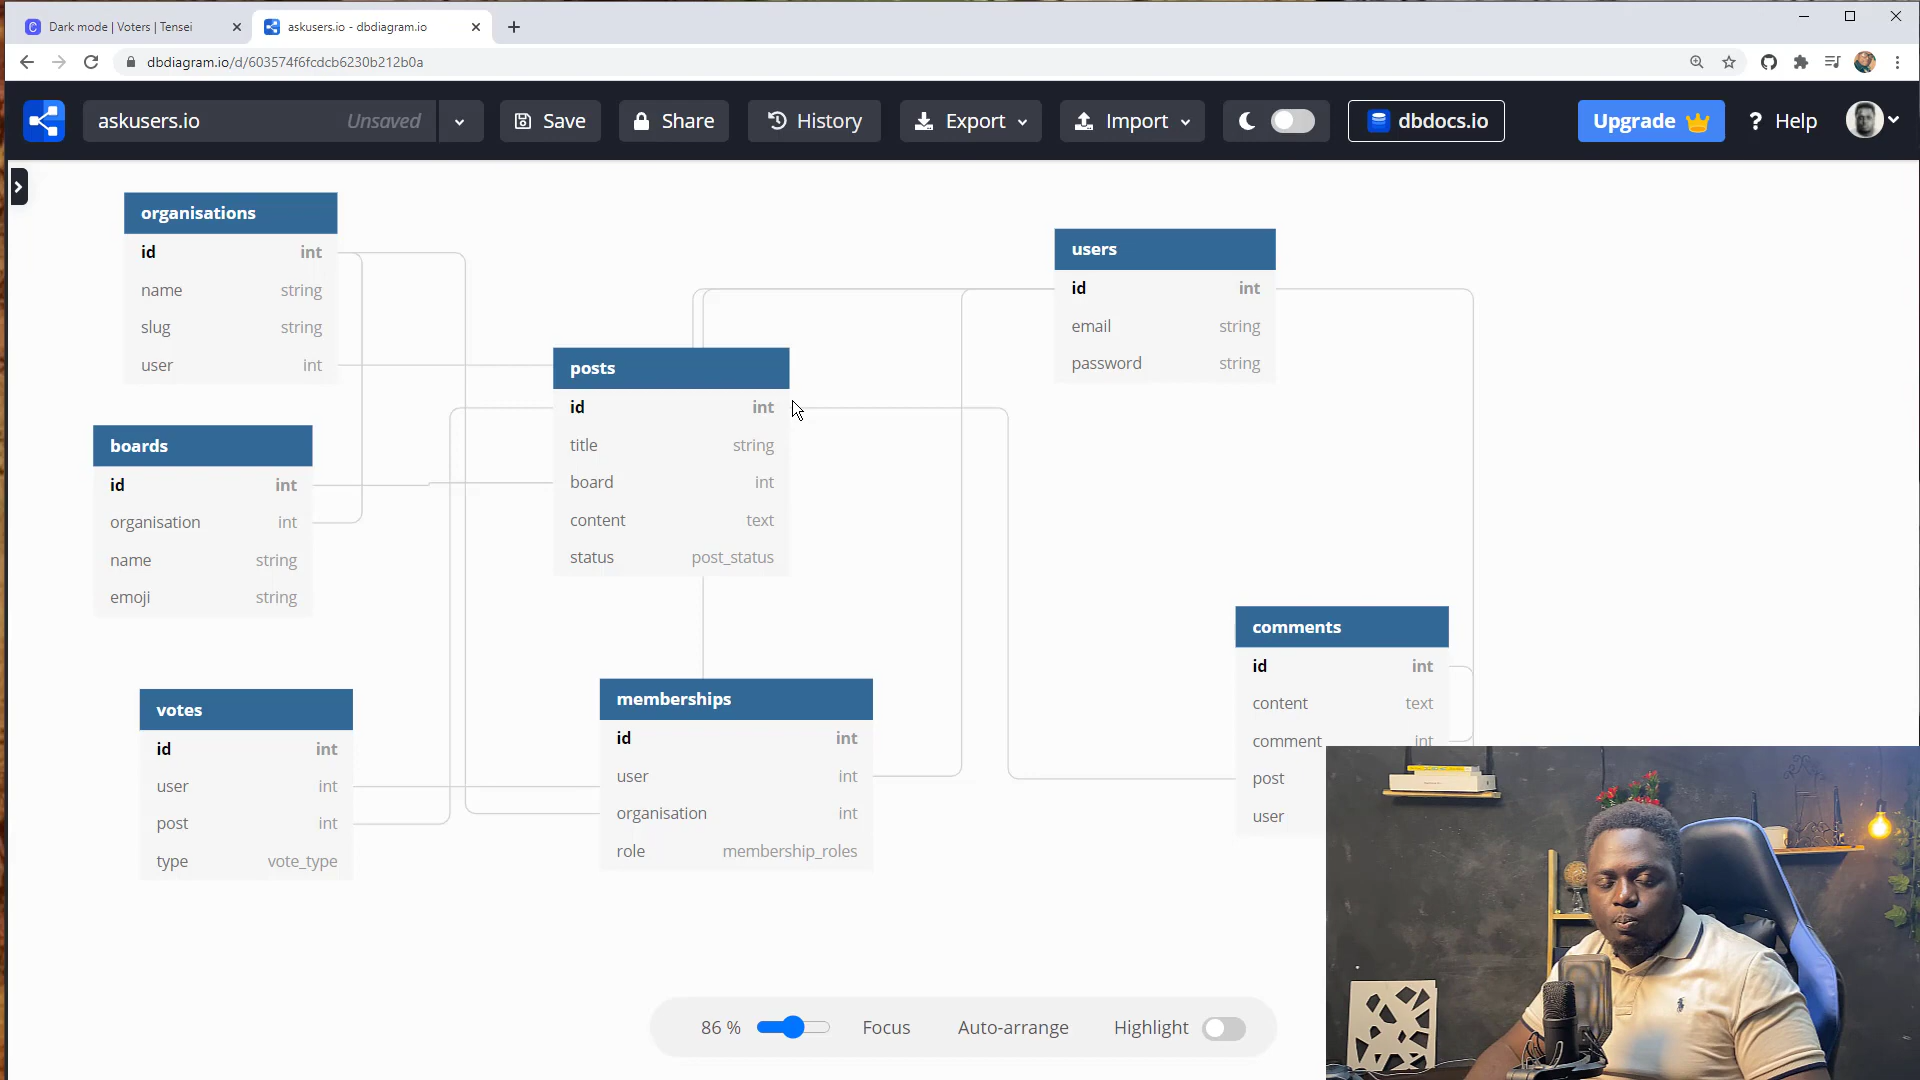 Dark mode | Voters | Tensei
askusers.io - dbdiagram.io
dbdiagram.io/d/603574f6fcdcb6230b212b0a
askusers.io Unsaved Save Share History Export Import dbdocs.io Upgrade ? Help
organisations
id int
name string
slug string
user int
users
id int
email string
password string
posts
id int
title string
board int
content text
status post_status
boards
id int
organisation int
name string
emoji string
comments
id int
content text
comment int
post
user
votes
id int
user int
post int
type vote_type
memberships
id int
user int
organisation int
role membership_roles
86 % Focus Auto-arrange Highlight